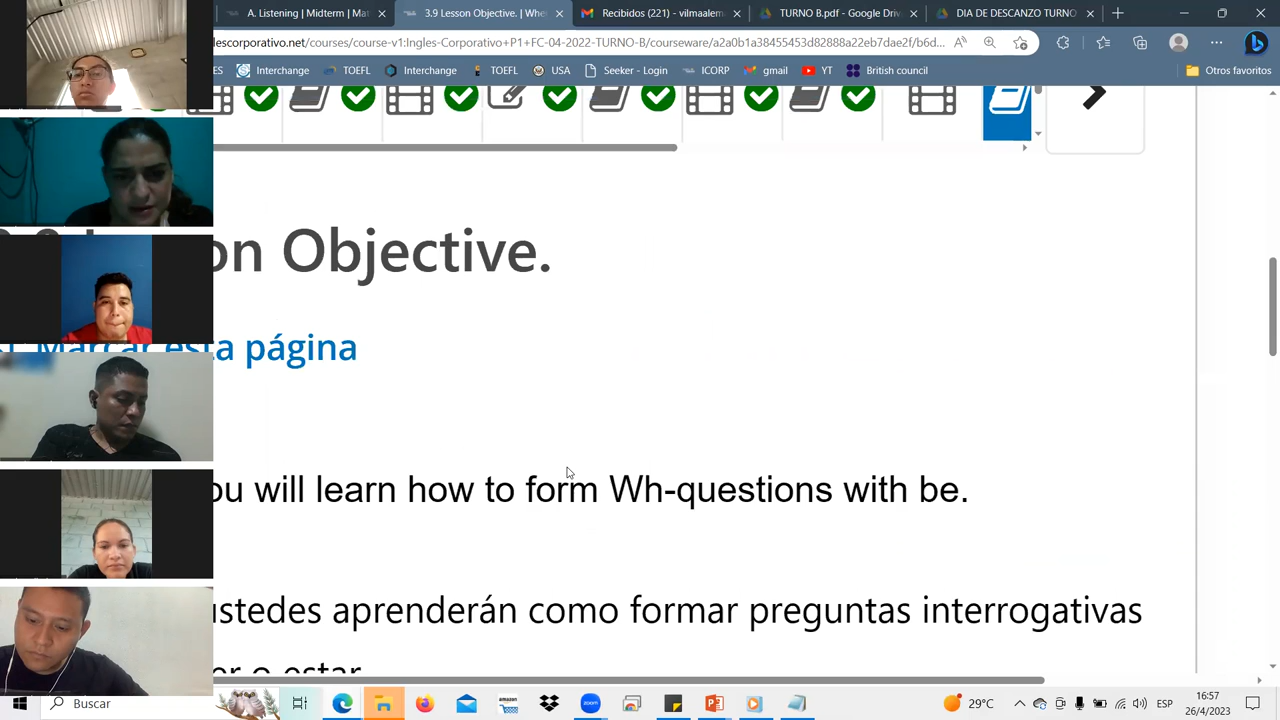 A. Listening | Midterm | Mat
3.9 Lesson Objective. | Whe
Recibidos (221) - vilmaalem
TURNO B.pdf - Google Driv
DIA DE DESCANZO TURNO
lescorporativo.net/courses/course-v1:Ingles-Corporativo+P1+FC-04-2022-TURNO-B/courseware/a2a0b1a38455453d82888a22eb7dae2f/b6d...
ES Interchange TOEFL Interchange TOEFL USA Seeker - Login ICORP gmail YT British council Otros favoritos
on Objective.
Marcar esta página
ou will learn how to form Wh-questions with be.
ustedes aprenderán como formar preguntas interrogativas
er o estar
Buscar
29°C
ESP
16:57
26/4/2023